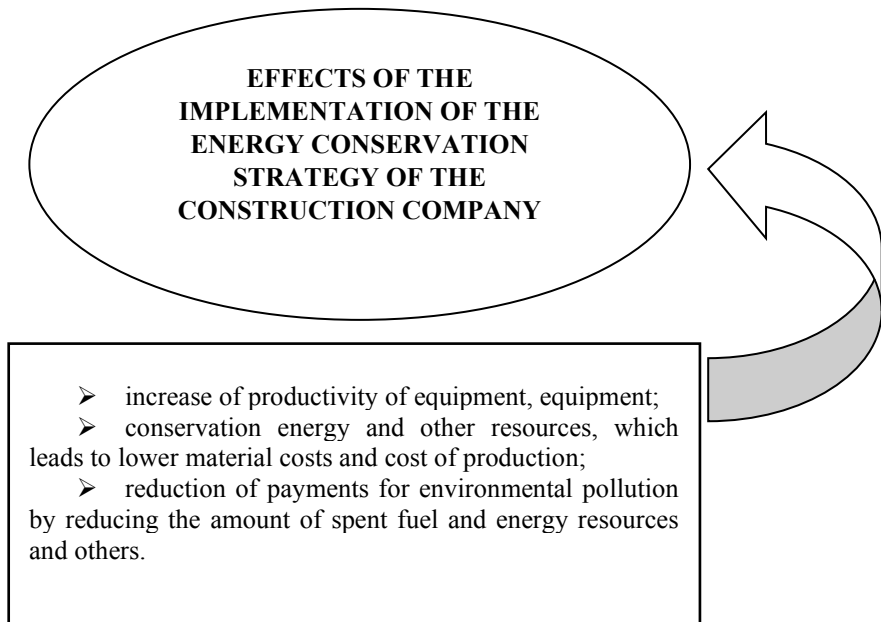 EFFECTS OF THE
IMPLEMENTATION OF THE
ENERGY CONSERVATION
STRATEGY OF THE
CONSTRUCTION COMPANY
➢ increase of productivity of equipment, equipment;
➢ conservation energy and other resources, which
leads to lower material costs and cost of production;
➢ reduction of payments for environmental pollution
by reducing the amount of spent fuel and energy resources
and others.